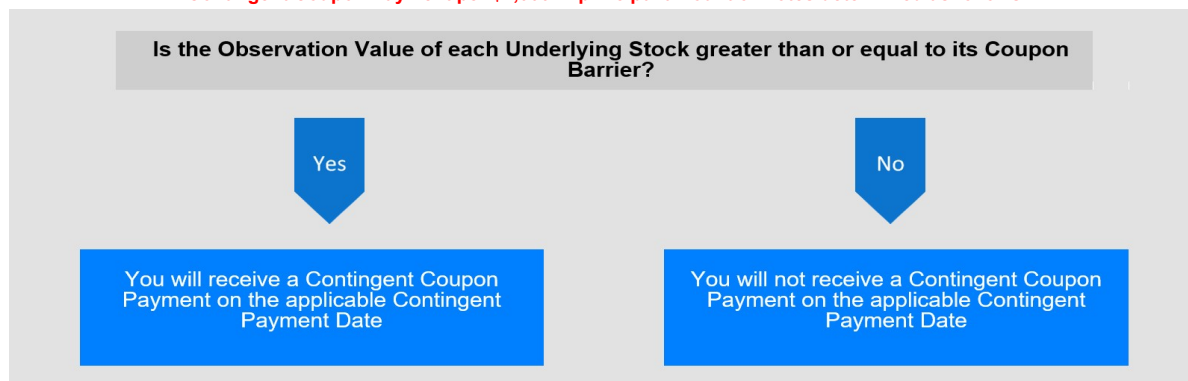 Is the Observation Value of each Underlying Stock greater than or equal to its Coupon
Barrier?
Yes
No
You will receive a Contingent Coupon
Payment on the applicable Contingent
Payment Date
You will not receive a Contingent Coupon
Payment on the applicable Contingent
Payment Date